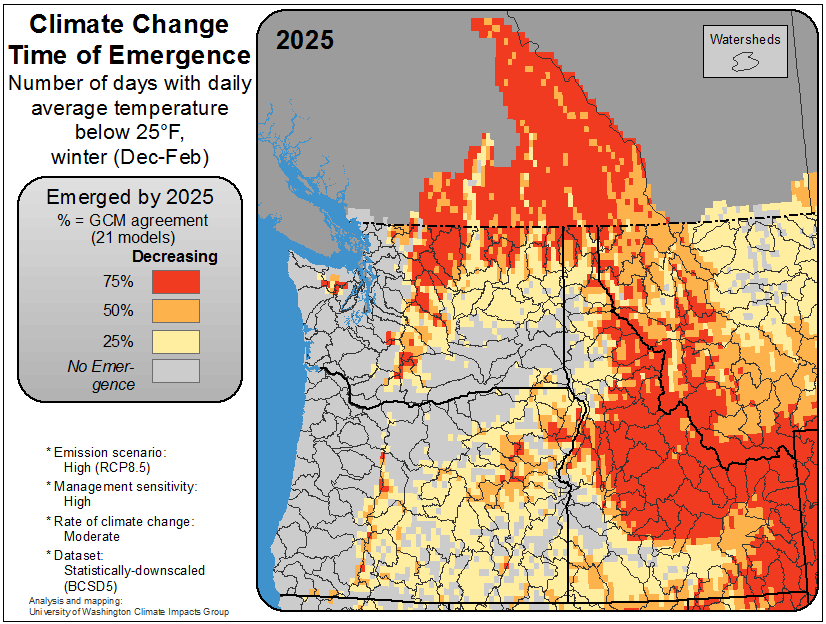 Climate Change
Time of Emergence
Number of days with daily
average temperature
below 25°F,
winter (Dec-Feb)
Emerged by 2025
% = GCM agreement
(21 models)
Decreasing
75%
50%
25%
No Emer-
gence
* Emission scenario:
High (RCP8.5)
* Management sensitivity:
High
* Rate of climate change:
Moderate
* Dataset:
Statistically-downscaled
(BCSD5)
Analysis and mapping:
University of Washington Climate Impacts Group
2025
Watersheds